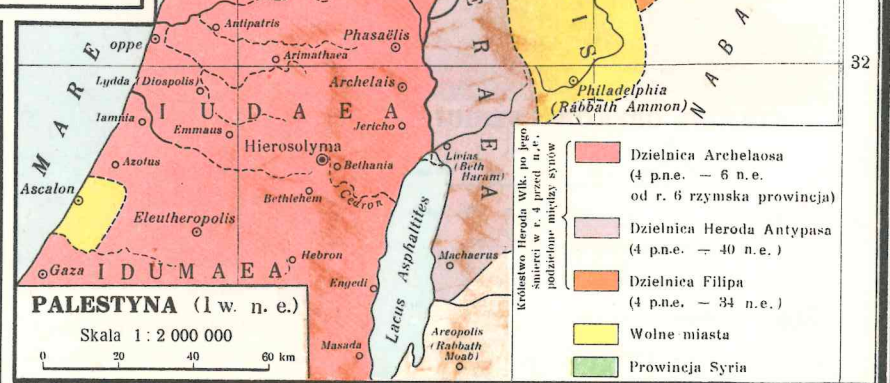 Antipatris
oppe
Phasaëlis
Arimathaea
MARE
Lydda (Diospolis)
Archelais
32
I U D A E A
Iamnia
Emmaus
Jericho
Hierosolyma
Bethania
Azotus
Ascalon
Bethlehem
Cedron
Eleutheropolis
Hebron
Gaza
I D U M A E A
Engedi
Masada
Lacus Asphaltites
E R A E A
I S
N A B A
Philadelphia
(Rabbath Ammon)
Livias
(Beth
Haram)
Machaerus
Areopolis
(Rabbath
Moab)
PALESTYNA (I w. n. e.)
Skala 1 : 2 000 000
0 20 40 60 km
Królestwo Heroda Wlk. po jego
śmierci w r. 4 przed n.e.
podzielone między synów
Dzielnica Archelaosa
(4 p.n.e. — 6 n.e.
od r. 6 rzymska prowincja)
Dzielnica Heroda Antypasa
(4 p.n.e. — 40 n.e.)
Dzielnica Filipa
(4 p.n.e. — 34 n.e.)
Wolne miasta
Prowincja Syria